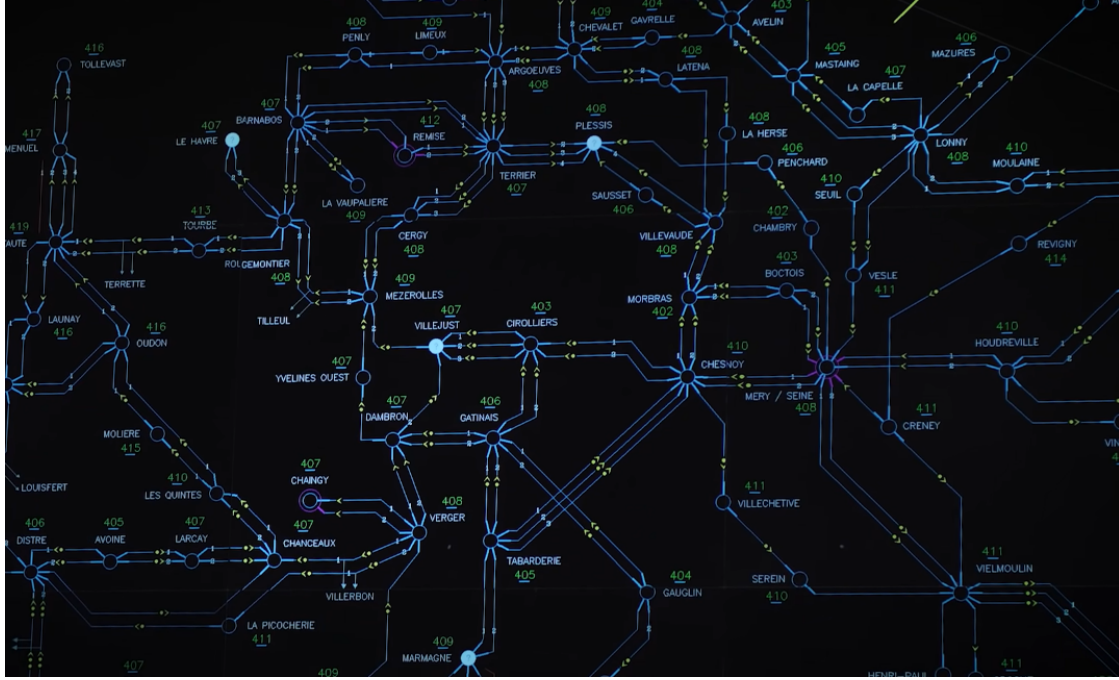 408
PENLY
409
LIMEUX
409
CHEVALET
404
GAVRELLE
403
AVELIN
416
TOLLEVAST
ARGOEUVES
408
408
LATENA
405
MASTAING
406
MAZURES
407
LA CAPELLE
417
MENUEL
407
LE HAVRE
407
BARNABOS
412
REMISE
408
PLESSIS
408
LA HERSE
406
PENCHARD
LONNY
408
410
MOULAINE
TERRIER
407
LA VAUPALIERE
409
SAUSSET
406
410
SEUIL
419
413
TOURBE
ROUGEMONTIER
408
CERGY
408
VILLEVAUDE
408
402
CHAMBRY
REVIGNY
414
TERRETTE
409
MEZEROLLES
403
BOCTOIS
VESLE
411
MORBRAS
402
TILLEUL
LAUNAY
416
416
OUDON
407
VILLEJUST
403
CIROLLIERS
410
CHESNOY
410
HOUDREVILLE
407
YVELINES OUEST
MERY / SEINE
408
407
DAMBRON
406
GATINAIS
411
CRENEY
MOLIERE
415
LOUISFERT
410
LES QUINTES
407
CHAINGY
411
VILLECHETIVE
406
DISTRE
405
AVOINE
407
LARCAY
407
CHANCEAUX
408
VERGER
TABARDERIE
405
411
VIELMOULIN
VILLERBON
404
GAUGLIN
SEREIN
410
LA PICOCHERIE
411
409
MARMAGNE
407
409
HENRI-PAUL
411